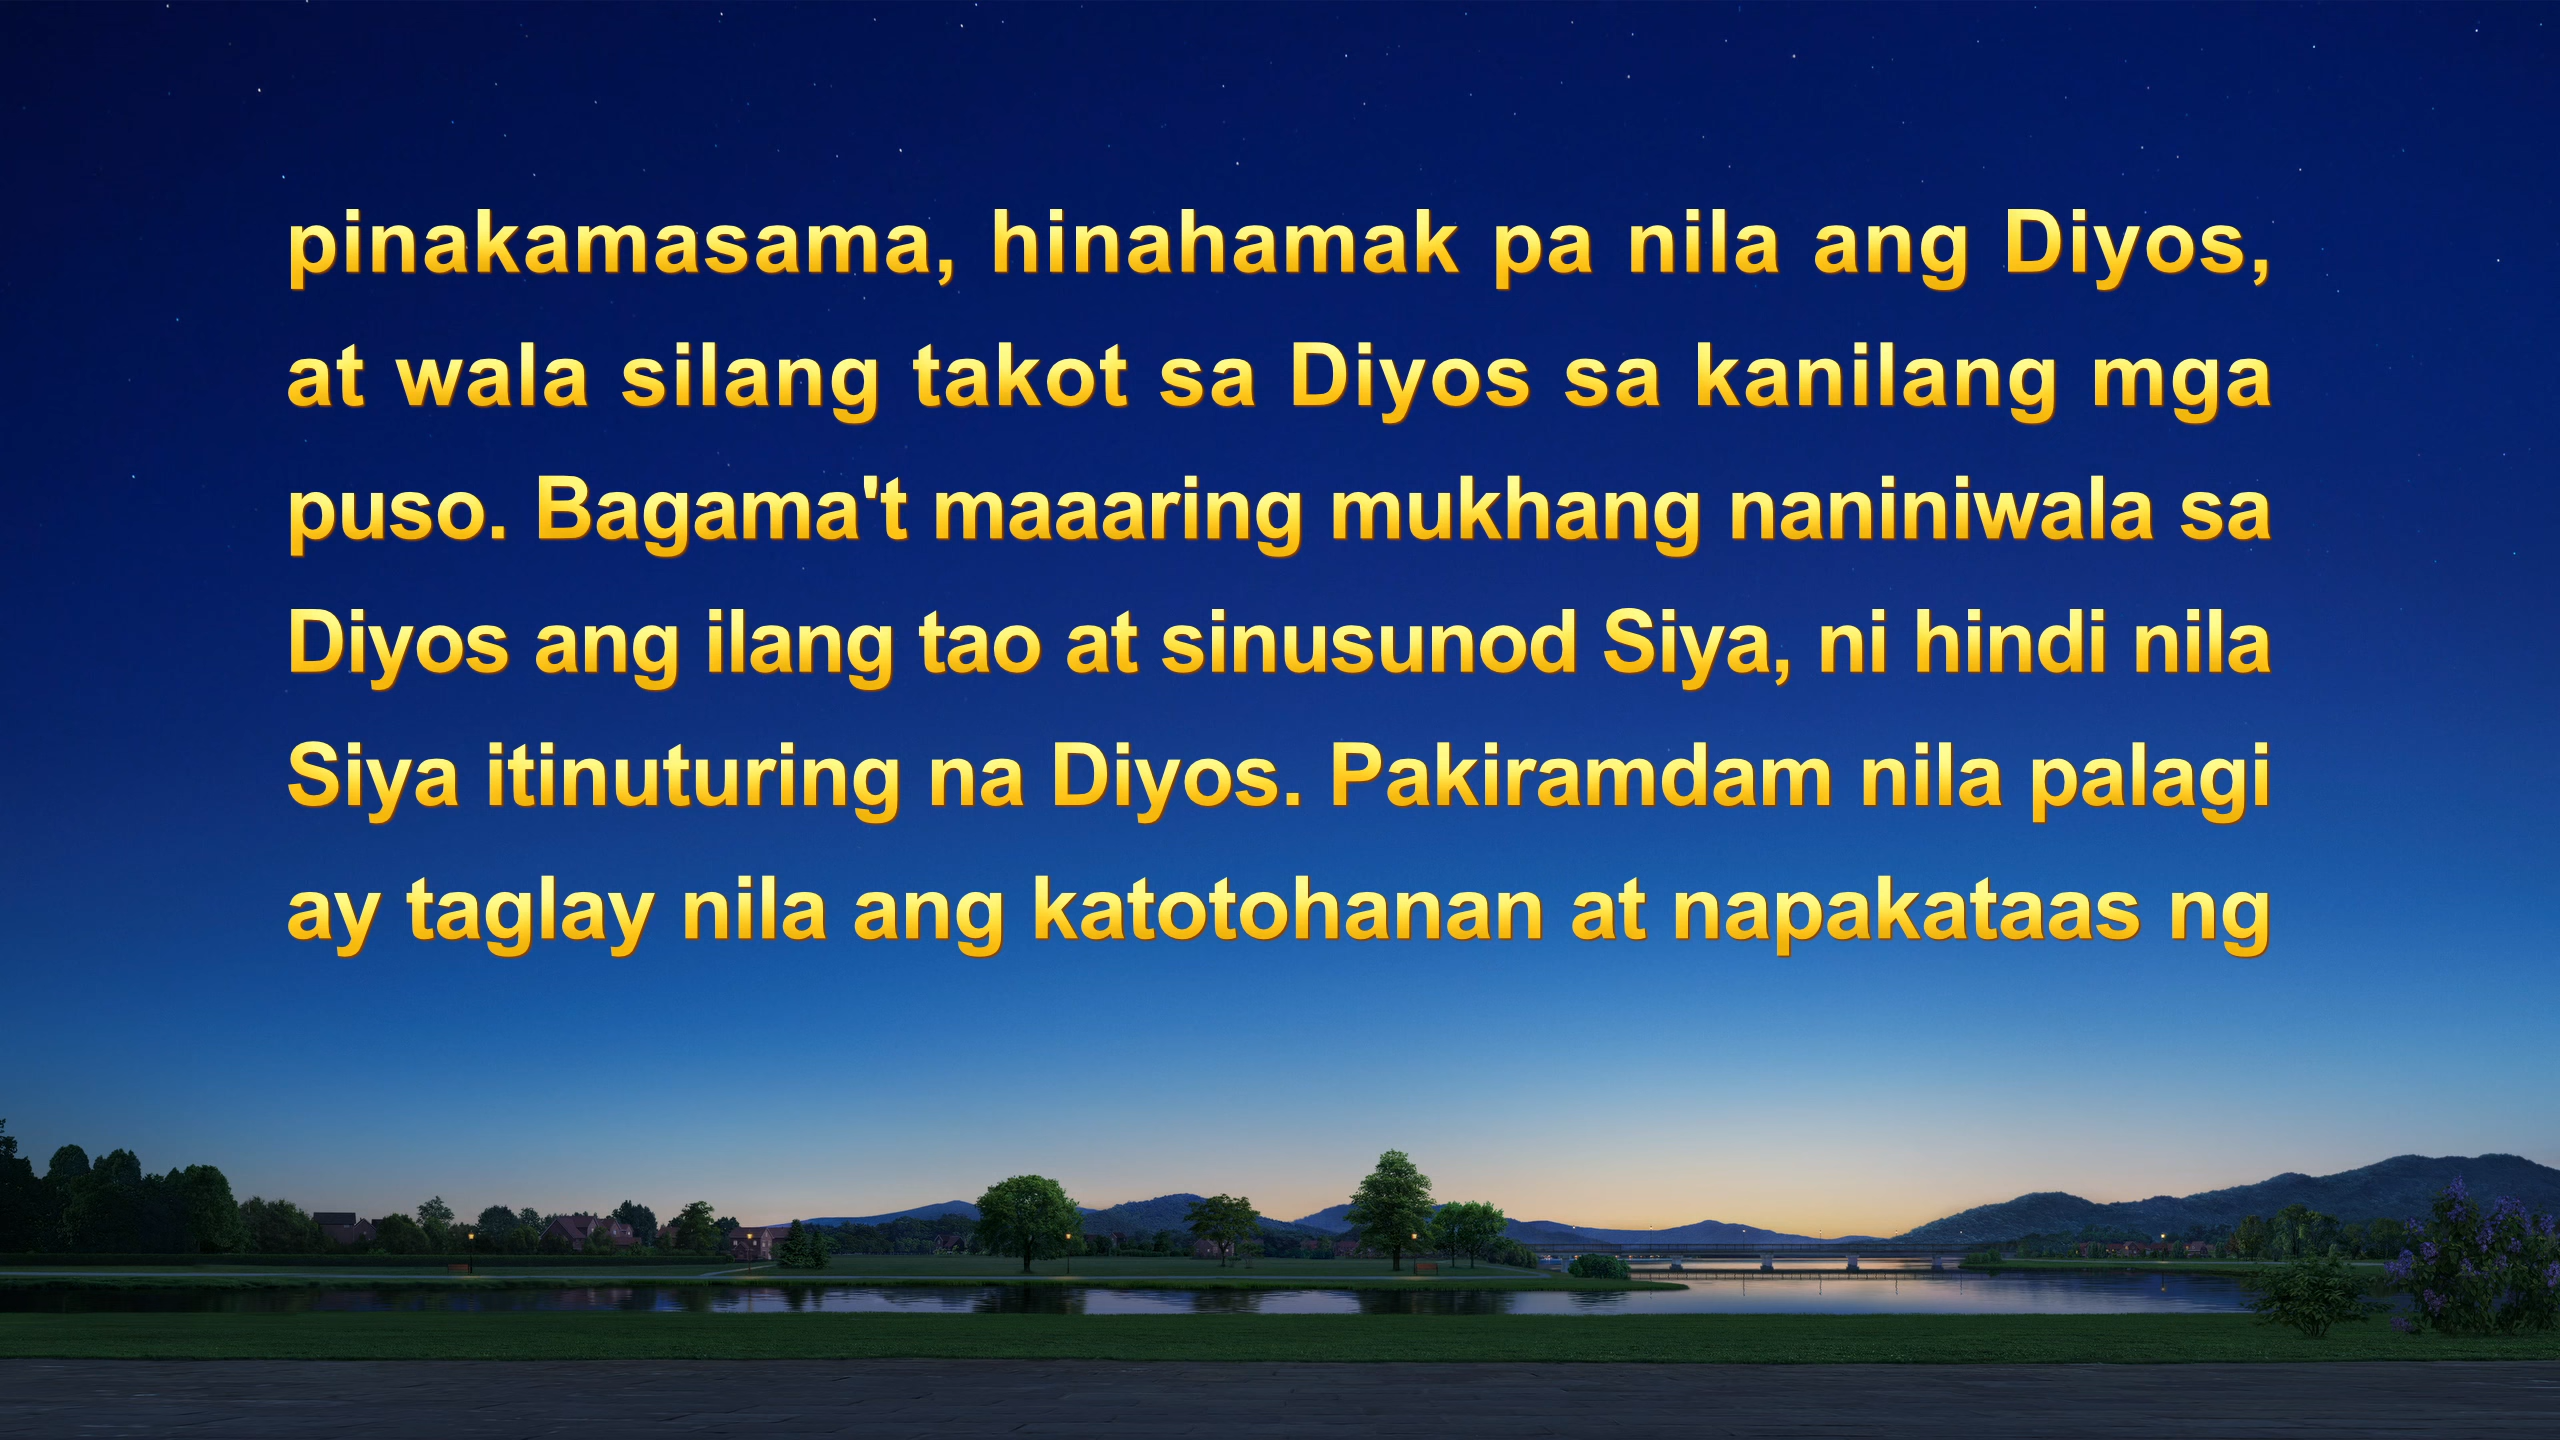 pinakamasama, hinahamak pa nila ang Diyos,
at wala silang takot sa Diyos sa kanilang mga
puso. Bagama't maaaring mukhang naniniwala sa
Diyos ang ilang tao at sinusunod Siya, ni hindi nila
Siya itinuturing na Diyos. Pakiramdam nila palagi
ay taglay nila ang katotohanan at napakataas ng